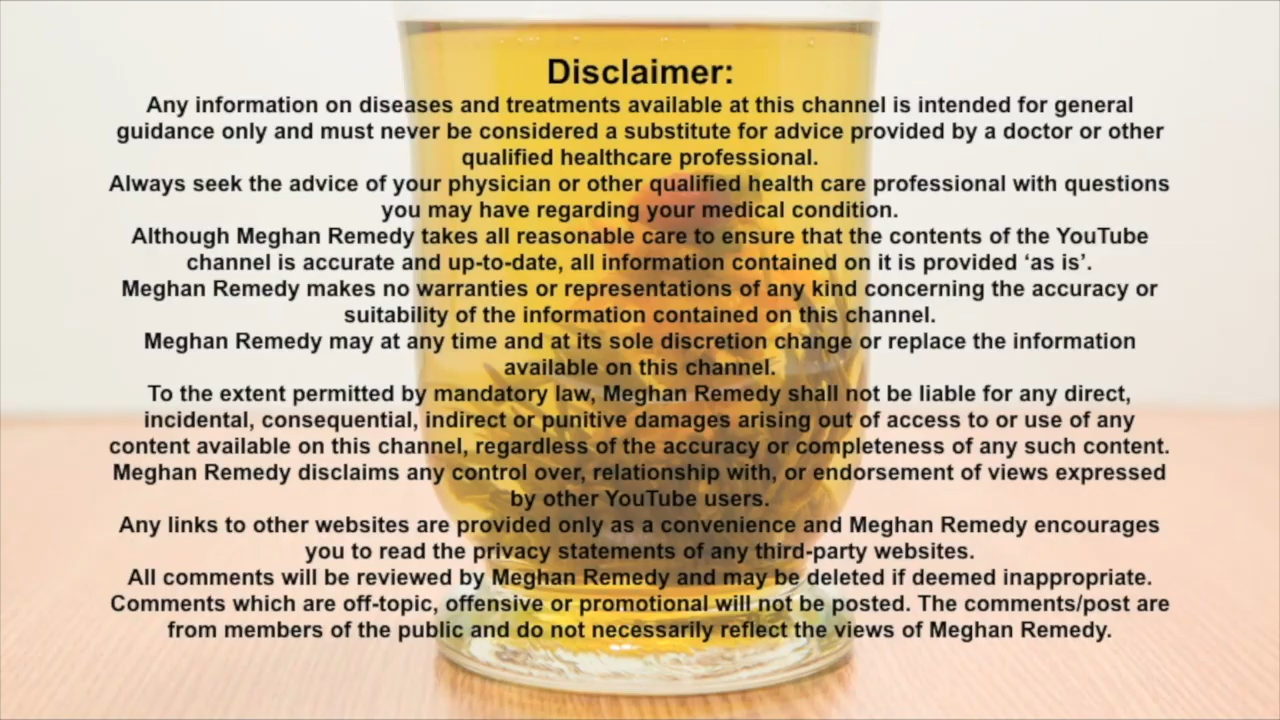 Disclaimer:
Any information on diseases and treatments available at this channel is intended for general
guidance only and must never be considered a substitute for advice provided by a doctor or other
qualified healthcare professional.
Always seek the advice of your physician or other qualified health care professional with questions
you may have regarding your medical condition.
Although Meghan Remedy takes all reasonable care to ensure that the contents of the YouTube
channel is accurate and up-to-date, all information contained on it is provided ‘as is’.
Meghan Remedy makes no warranties or representations of any kind concerning the accuracy or
suitability of the information contained on this channel.
Meghan Remedy may at any time and at its sole discretion change or replace the information
available on this channel.
To the extent permitted by mandatory law, Meghan Remedy shall not be liable for any direct,
incidental, consequential, indirect or punitive damages arising out of access to or use of any
content available on this channel, regardless of the accuracy or completeness of any such content.
Meghan Remedy disclaims any control over, relationship with, or endorsement of views expressed
by other YouTube users.
Any links to other websites are provided only as a convenience and Meghan Remedy encourages
you to read the privacy statements of any third-party websites.
All comments will be reviewed by Meghan Remedy and may be deleted if deemed inappropriate.
Comments which are off-topic, offensive or promotional will not be posted. The comments/post are
from members of the public and do not necessarily reflect the views of Meghan Remedy.